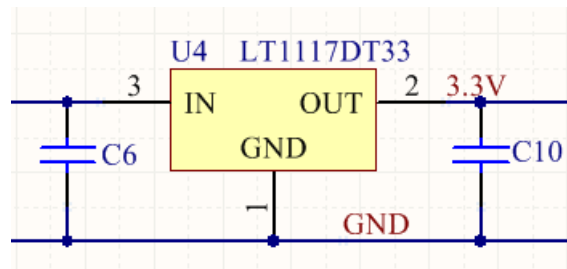 U4 LT1117DT33
3 IN OUT 2 3.3V
C6 GND C10
1
GND